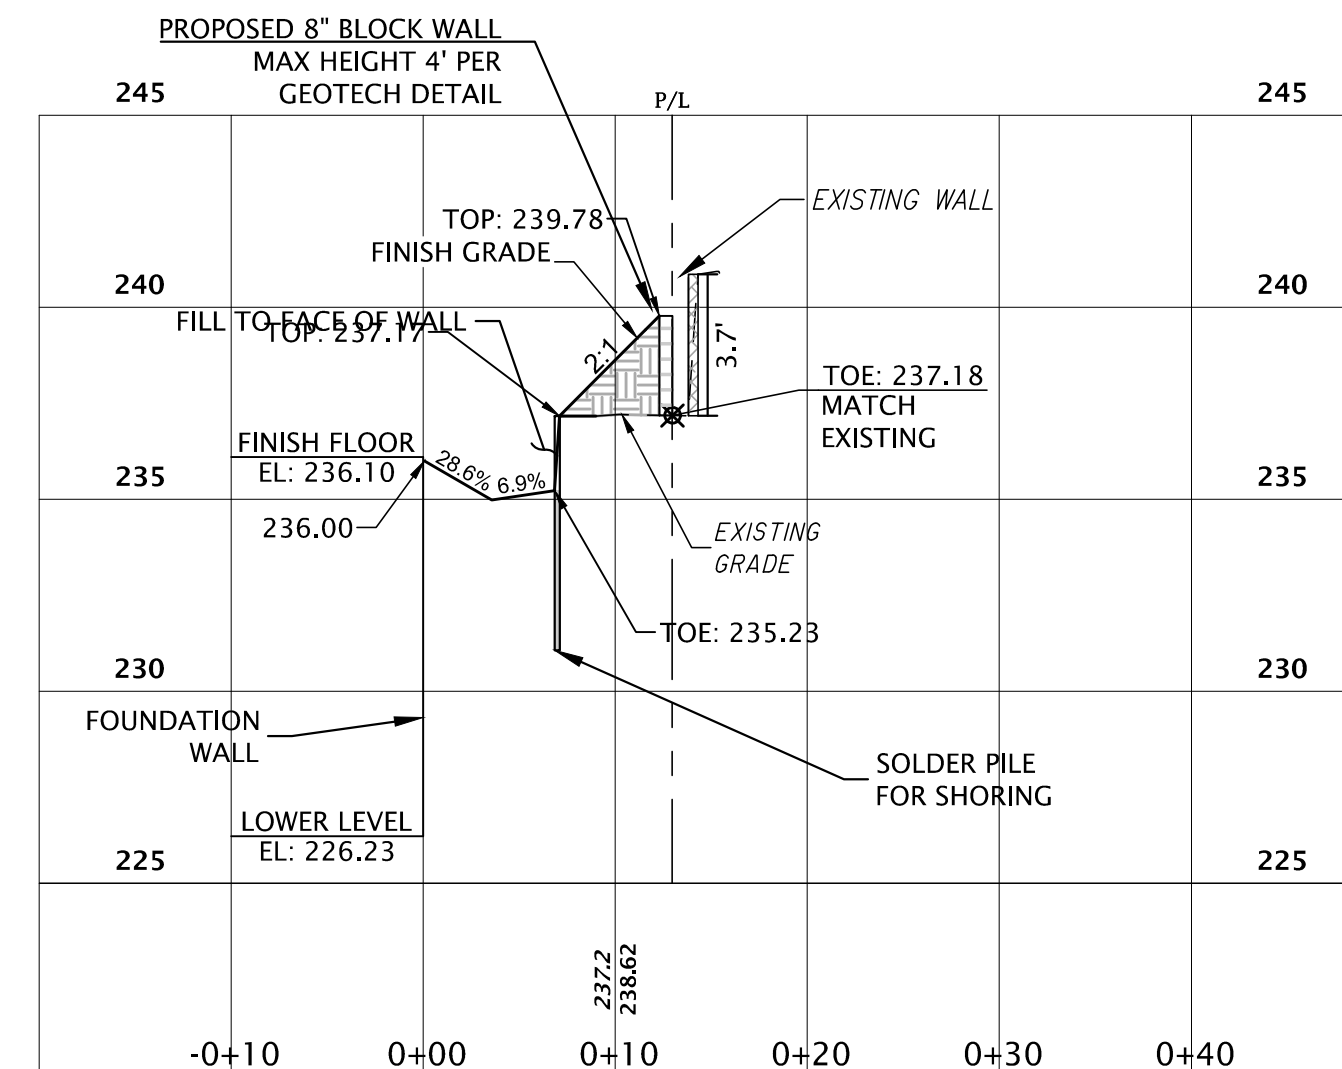 PROPOSED 8" BLOCK WALL
MAX HEIGHT 4' PER
GEOTECH DETAIL
P/L
245
245
EXISTING WALL
TOP: 239.78
FINISH GRADE
240
240
FILL TO FACE OF WALL
TOP: 237.17
2:1
3.7'
TOE: 237.18
MATCH
EXISTING
FINISH FLOOR
EL: 236.10
28.6%
6.9%
235
235
236.00
EXISTING
GRADE
TOE: 235.23
230
230
FOUNDATION
WALL
SOLDER PILE
FOR SHORING
LOWER LEVEL
EL: 226.23
225
225
237.2
238.62
-0+10
0+00
0+10
0+20
0+30
0+40